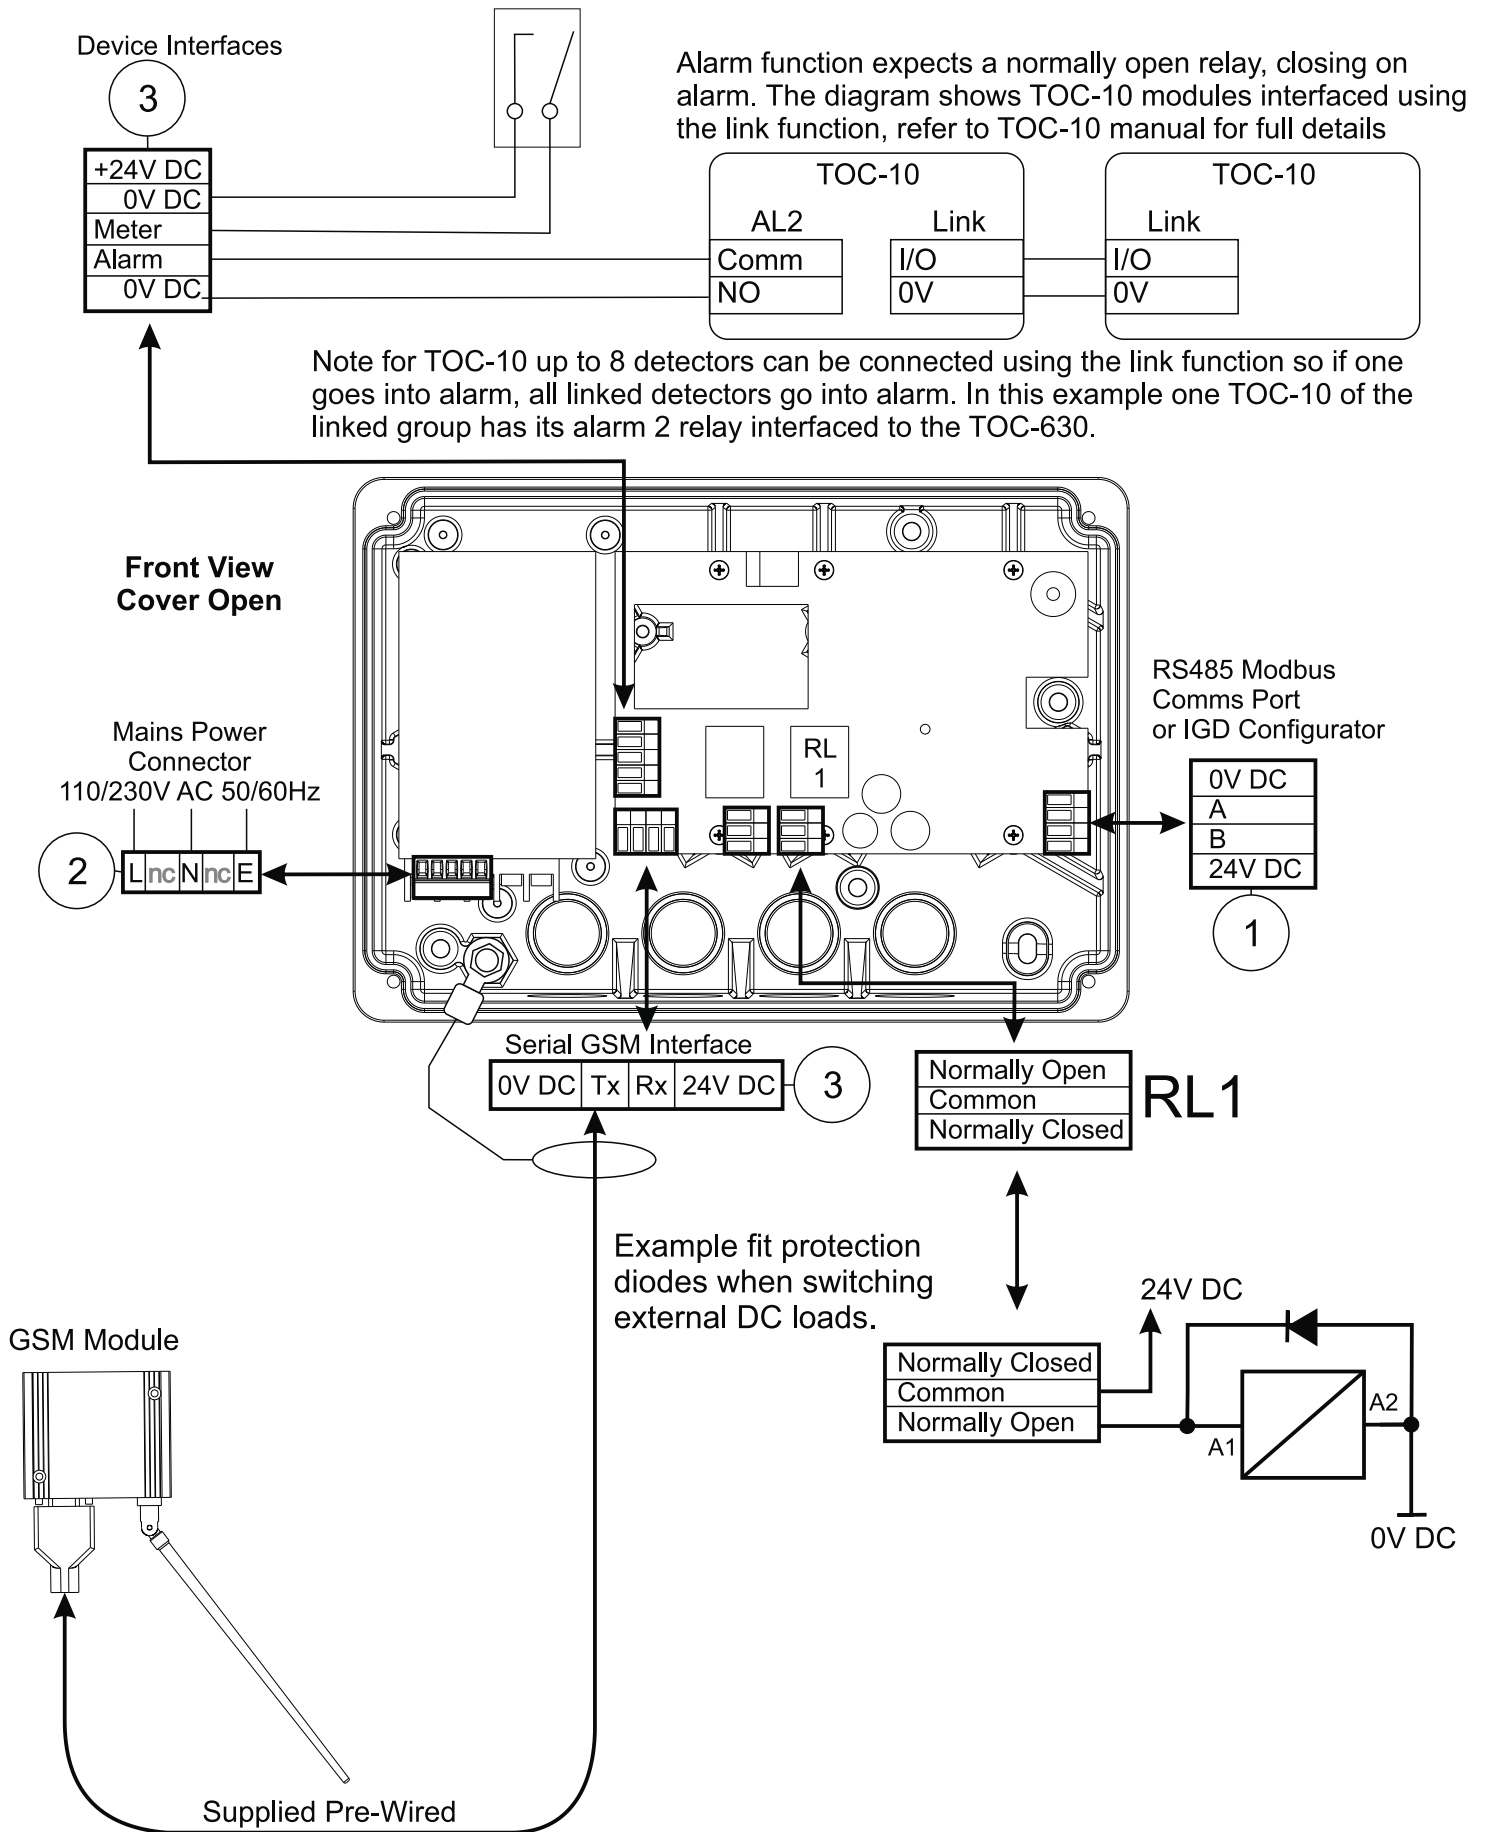 Device Interfaces
3
+24V DC
0V DC
Meter
Alarm
0V DC
Alarm function expects a normally open relay, closing on
alarm. The diagram shows TOC-10 modules interfaced using
the link function, refer to TOC-10 manual for full details
TOC-10
AL2
Link
Comm
NO
I/O
0V
TOC-10
Link
I/O
0V
Note for TOC-10 up to 8 detectors can be connected using the link function so if one
goes into alarm, all linked detectors go into alarm. In this example one TOC-10 of the
linked group has its alarm 2 relay interfaced to the TOC-630.
Front View
Cover Open
RL
1
Mains Power
Connector
110/230V AC 50/60Hz
2
L nc N nc E
RS485 Modbus
Comms Port
or IGD Configurator
0V DC
A
B
24V DC
1
Serial GSM Interface
0V DC Tx Rx 24V DC
3
Normally Open
Common
Normally Closed
RL1
Example fit protection
diodes when switching
external DC loads.
24V DC
Normally Closed
Common
Normally Open
A1
A2
0V DC
GSM Module
Supplied Pre-Wired